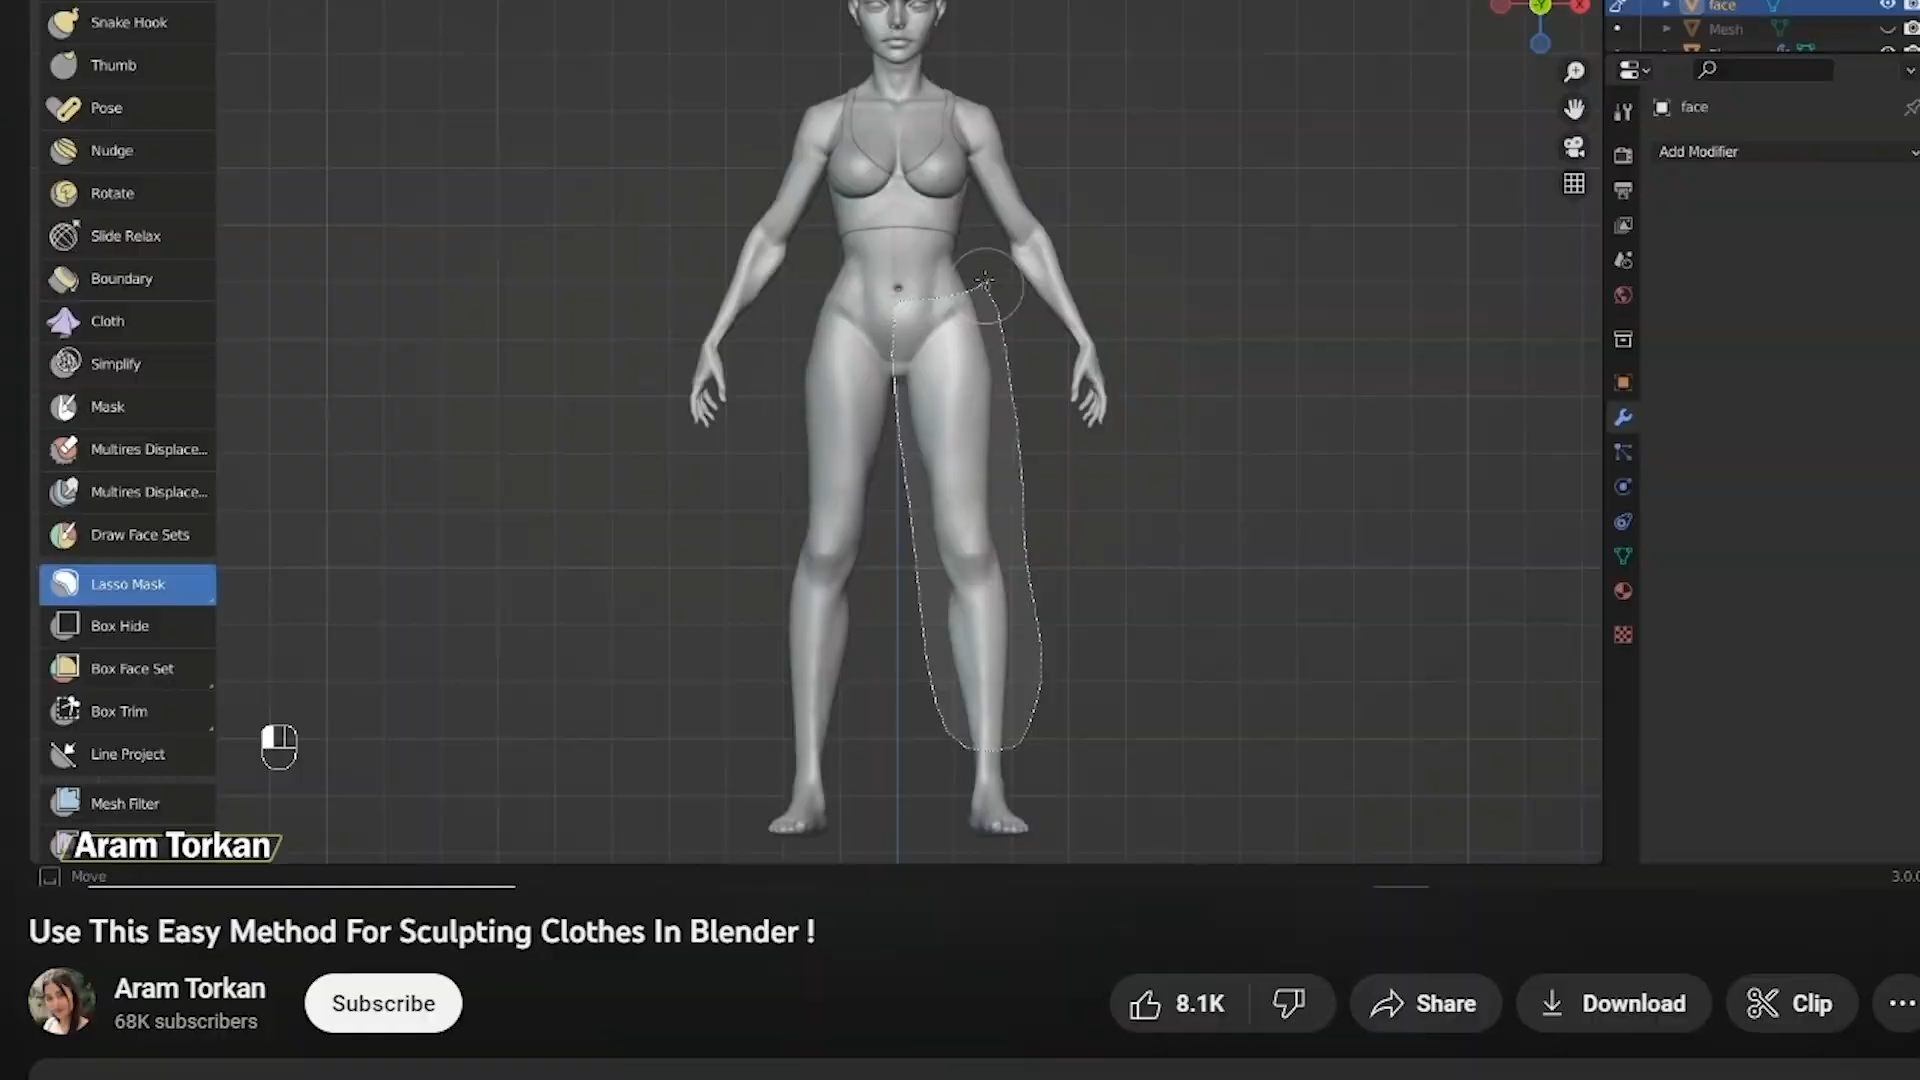 Snake Hook
Thumb
Pose
Nudge
Rotate
Slide Relax
Boundary
Cloth
Simplify
Mask
Multires Displace...
Multires Displace...
Draw Face Sets
Lasso Mask
Box Hide
Box Face Set
Box Trim
Line Project
Mesh Filter
Aram Torkan
Move
-Y
X
face
Mesh
face
Add Modifier
3.0.0
Use This Easy Method For Sculpting Clothes In Blender !
Aram Torkan
68K subscribers
Subscribe
8.1K
Share
Download
Clip